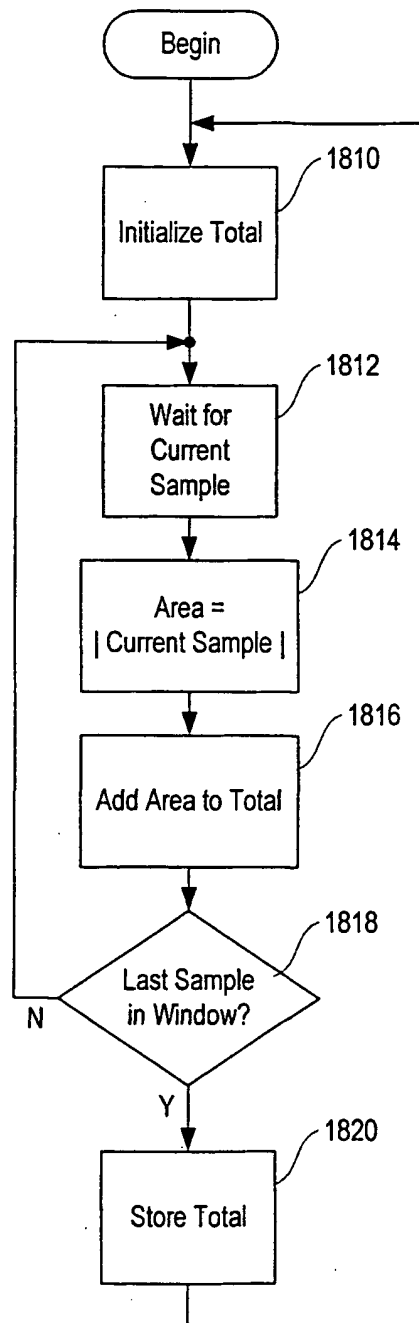 Begin
1810
Initialize Total
1812
Wait for
Current
Sample
1814
Area =
| Current Sample |
1816
Add Area to Total
1818
Last Sample
in Window?
N
Y
1820
Store Total